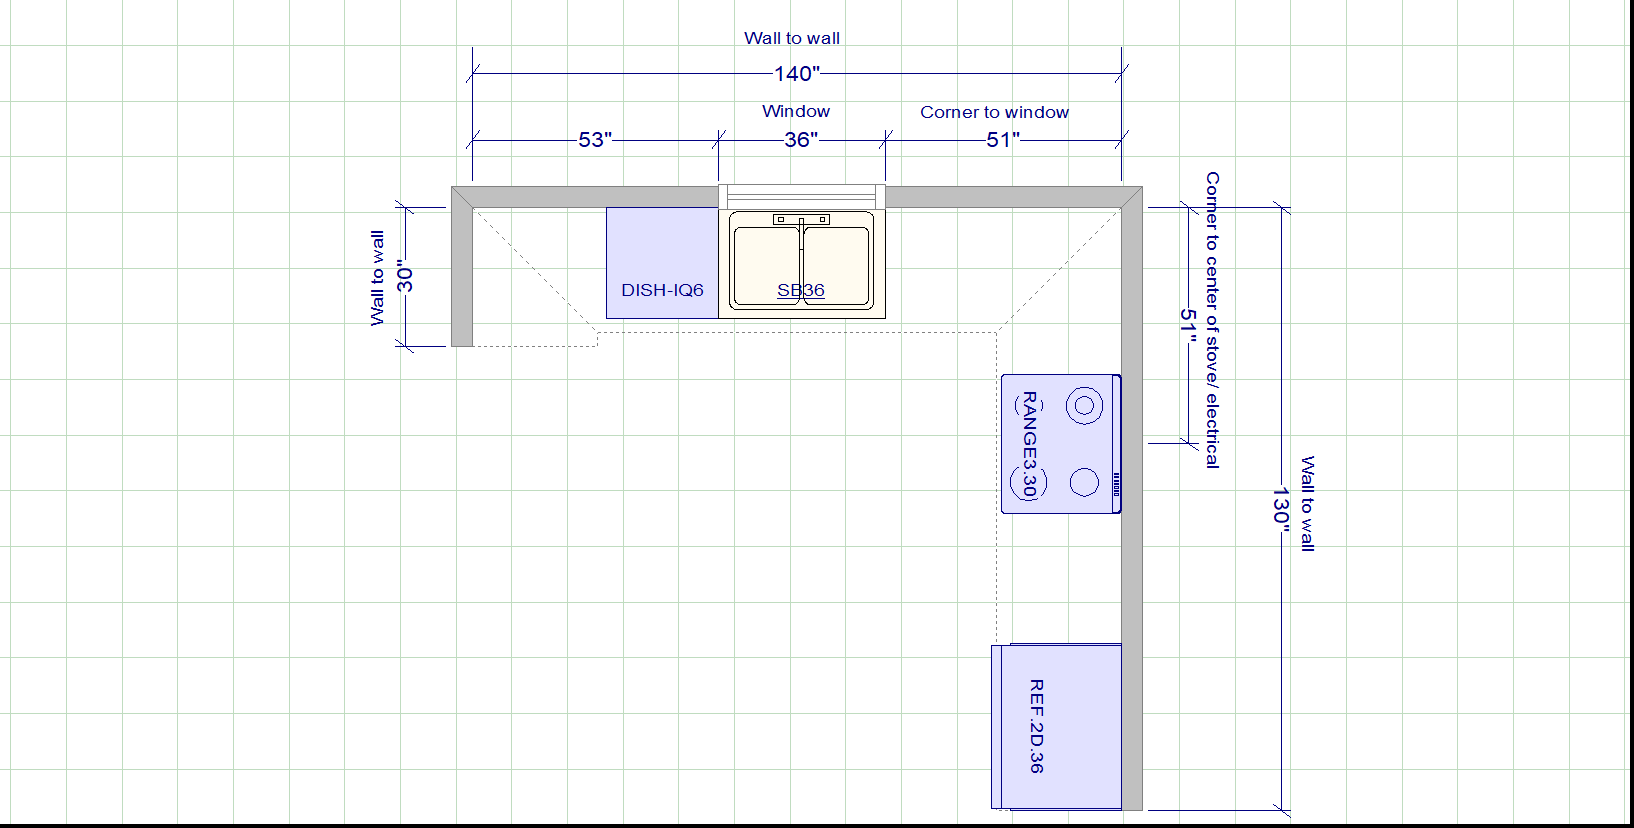 Wall to wall
140"
Window
Corner to window
53"
36"
51"
Wall to wall
30"
DISH-IQ6
SB36
Corner to center of stove/ electrical
51"
RANGE3.30
Wall to wall
130"
REF.2D.36